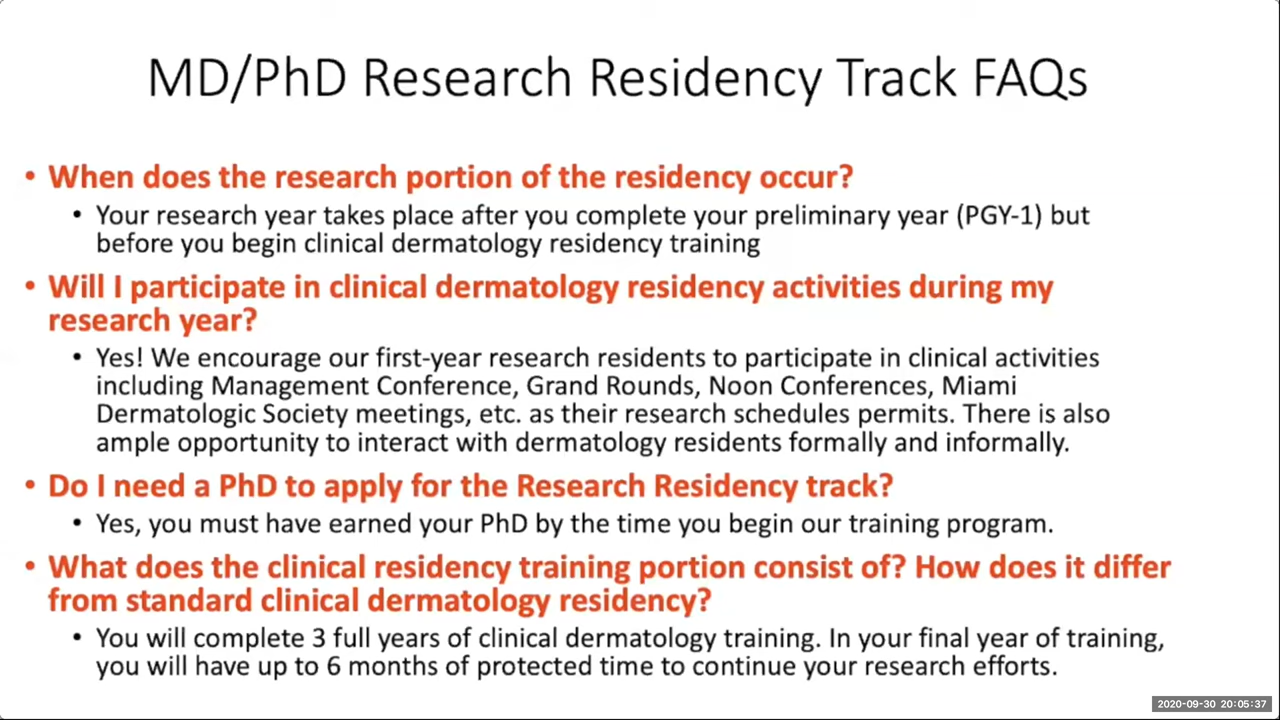 MD/PhD Research Residency Track FAQs
• When does the research portion of the residency occur?
• Your research year takes place after you complete your preliminary year (PGY-1) but
before you begin clinical dermatology residency training
• Will I participate in clinical dermatology residency activities during my
research year?
• Yes! We encourage our first-year research residents to participate in clinical activities
including Management Conference, Grand Rounds, Noon Conferences, Miami
Dermatologic Society meetings, etc. as their research schedules permits. There is also
ample opportunity to interact with dermatology residents formally and informally.
• Do I need a PhD to apply for the Research Residency track?
• Yes, you must have earned your PhD by the time you begin our training program.
• What does the clinical residency training portion consist of? How does it differ
from standard clinical dermatology residency?
• You will complete 3 full years of clinical dermatology training. In your final year of training,
you will have up to 6 months of protected time to continue your research efforts.
2020-09-30 20:05:37